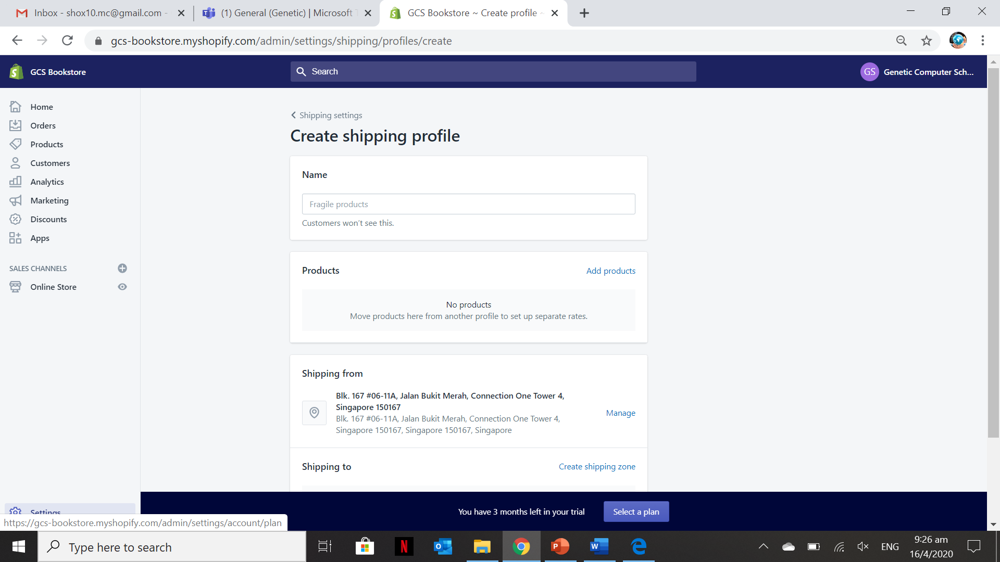 Inbox - shox10.mc@gmail.com -
(1) General (Genetic) | Microsoft T
GCS Bookstore ~ Create profile ~
gcs-bookstore.myshopify.com/admin/settings/shipping/profiles/create
GCS Bookstore
Search
GS
Genetic Computer Sch...
Home
Orders
Products
Customers
Analytics
Marketing
Discounts
Apps
SALES CHANNELS
Online Store
Settings
Shipping settings
Create shipping profile
Name
Fragile products
Customers won't see this.
Products
Add products
No products
Move products here from another profile to set up separate rates.
Shipping from
Blk. 167 #06-11A, Jalan Bukit Merah, Connection One Tower 4,
Singapore 150167
Blk. 167 #06-11A, Jalan Bukit Merah, Connection One Tower 4,
Singapore 150167, Singapore 150167, Singapore
Manage
Shipping to
Create shipping zone
You have 3 months left in your trial
Select a plan
https://gcs-bookstore.myshopify.com/admin/settings/account/plan
Type here to search
ENG
9:26 am
16/4/2020